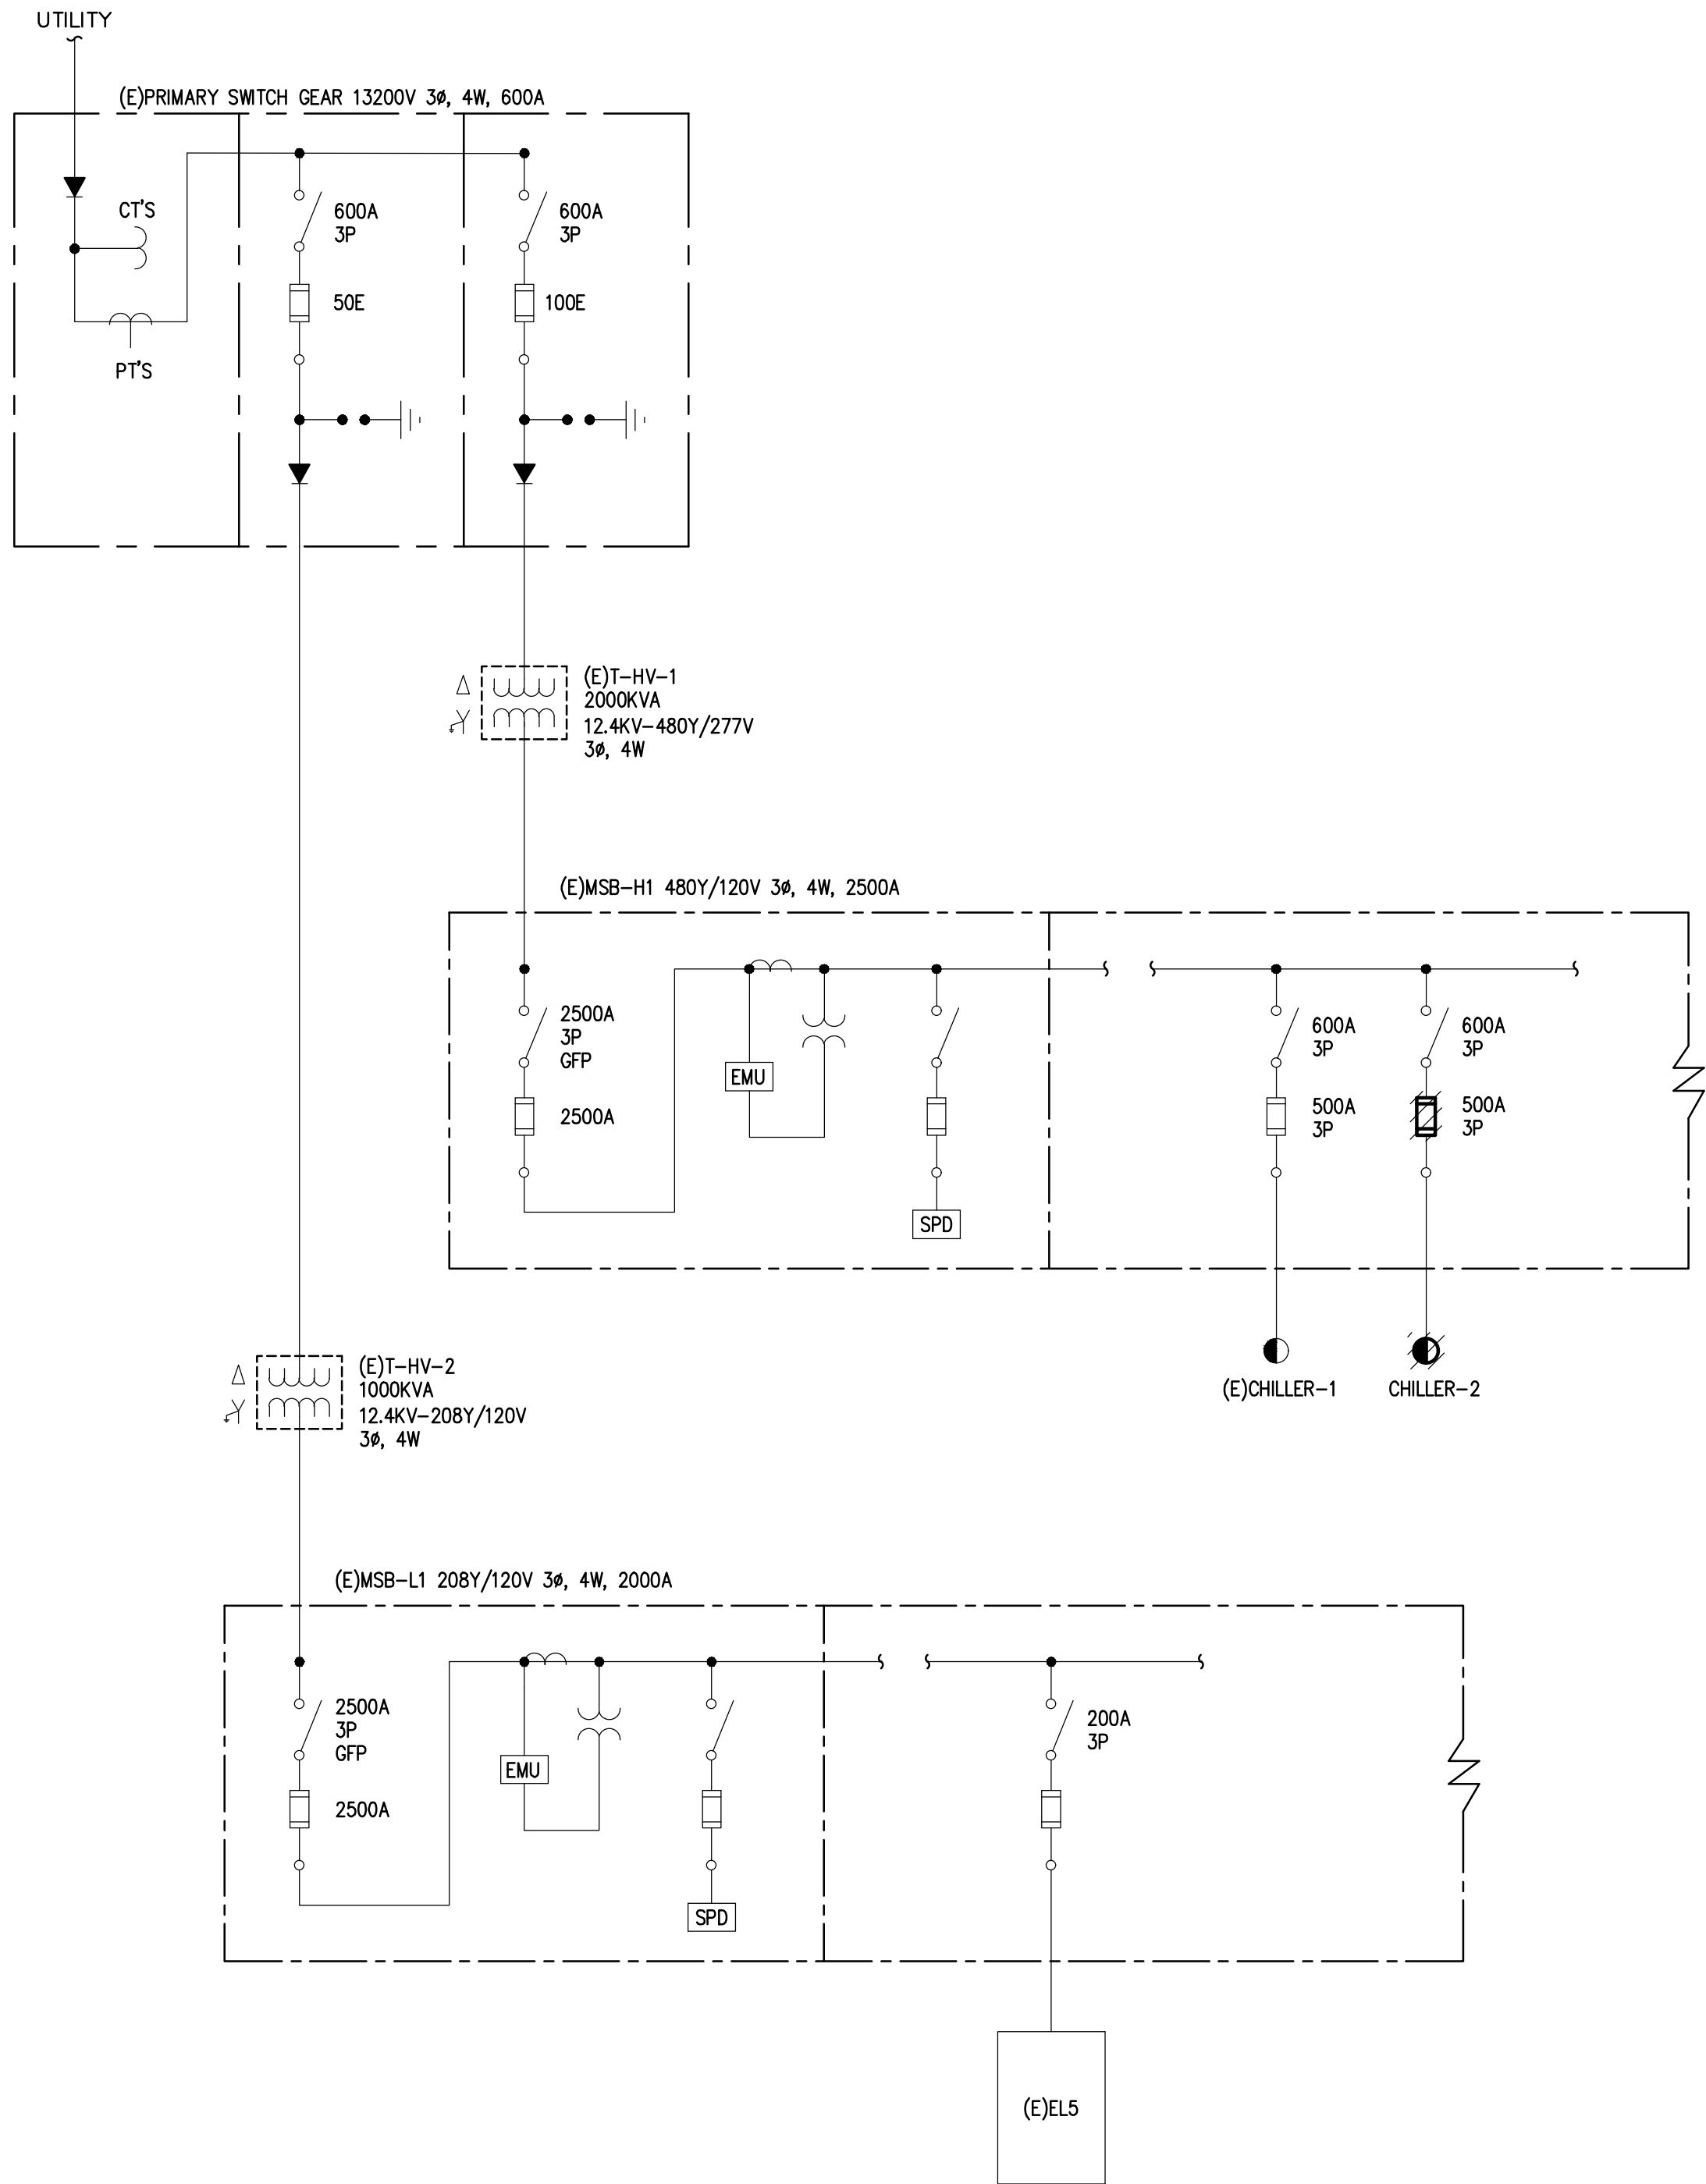 UTILITY
(E)PRIMARY SWITCH GEAR 13200V 3ø, 4W, 600A
CT'S
PT'S
600A
3P
50E
600A
3P
100E
(E)T-HV-1
2000KVA
12.4KV-480Y/277V
3ø, 4W
(E)MSB-H1 480Y/120V 3ø, 4W, 2500A
2500A
3P
GFP
2500A
EMU
SPD
600A
3P
500A
3P
600A
3P
500A
3P
(E)CHILLER-1
CHILLER-2
(E)T-HV-2
1000KVA
12.4KV-208Y/120V
3ø, 4W
(E)MSB-L1 208Y/120V 3ø, 4W, 2000A
2500A
3P
GFP
2500A
EMU
SPD
200A
3P
(E)EL5